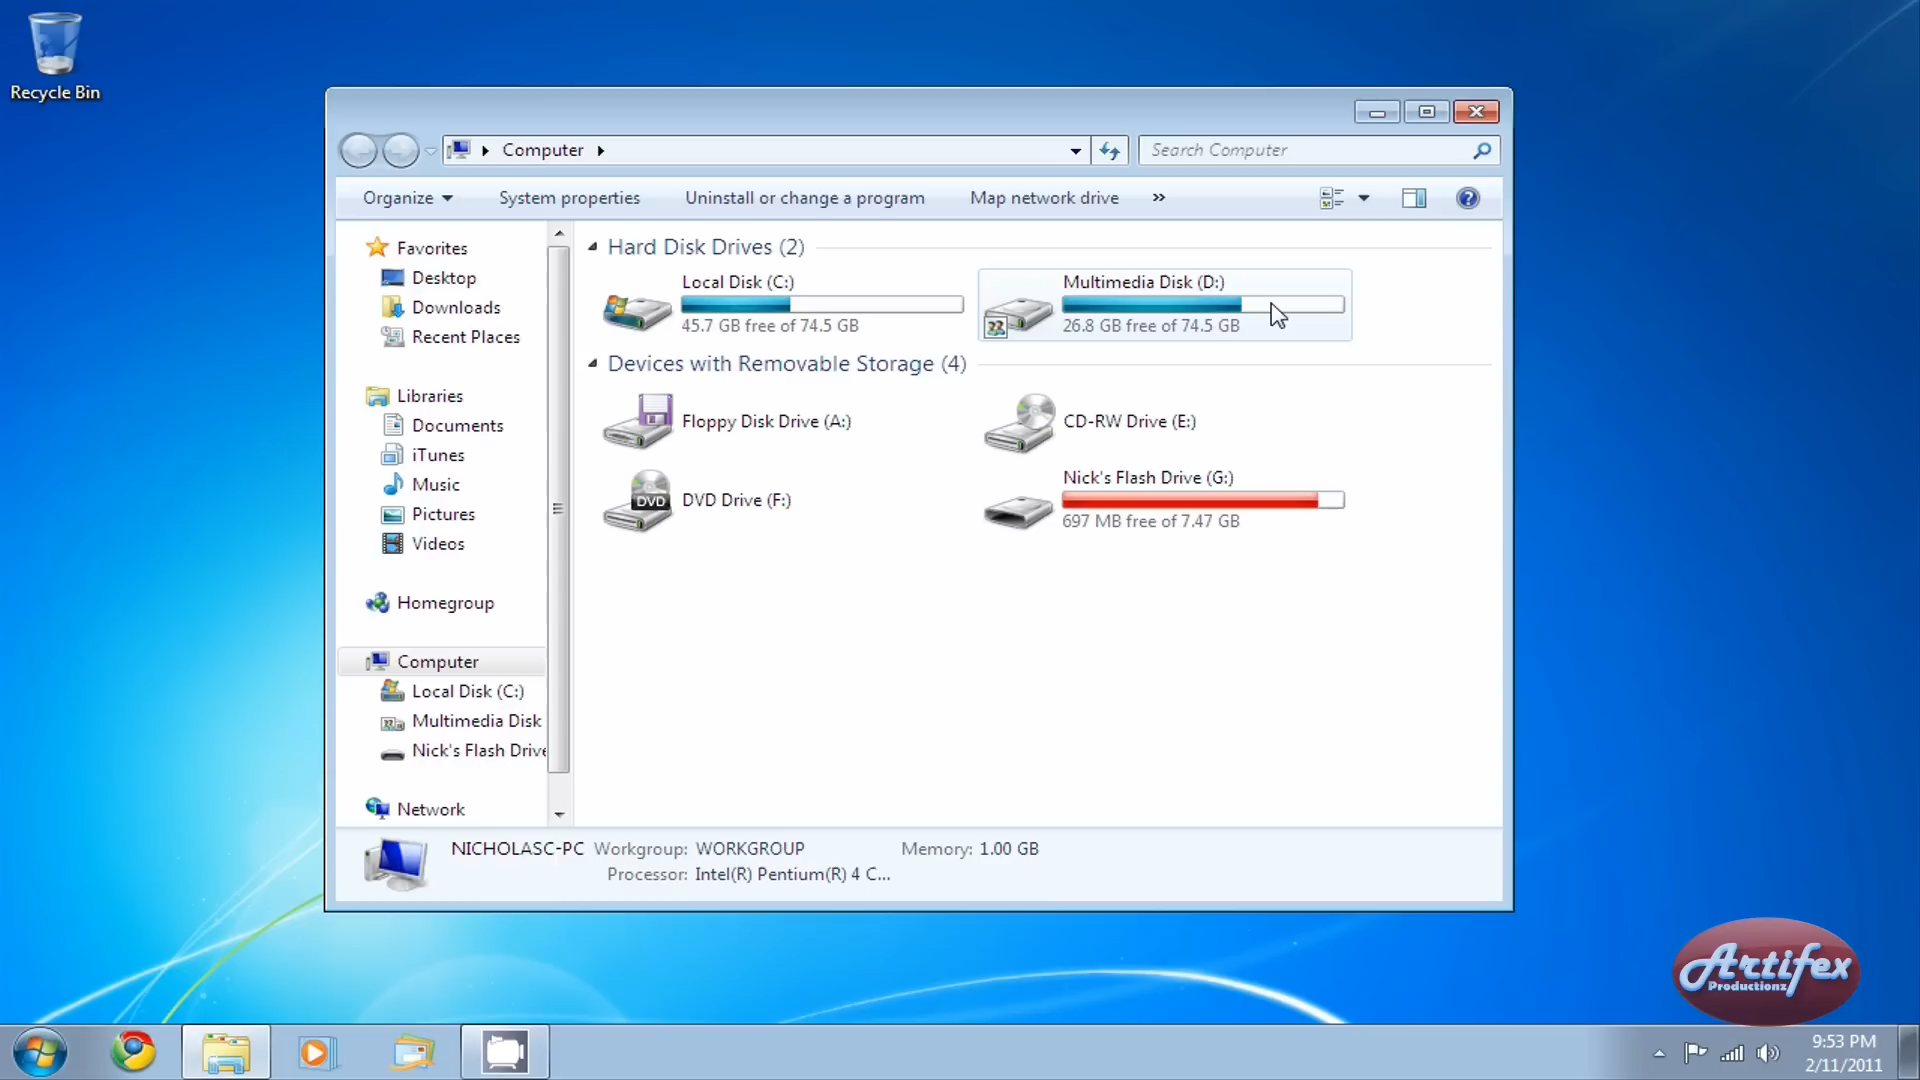 Recycle Bin
Computer
Search Computer
Organize
System properties
Uninstall or change a program
Map network drive
»
Favorites
Desktop
Downloads
Recent Places
Libraries
Documents
iTunes
Music
Pictures
Videos
Homegroup
Computer
Local Disk (C:)
Multimedia Disk
Nick's Flash Drive
Network
Hard Disk Drives (2)
Local Disk (C:)
45.7 GB free of 74.5 GB
Multimedia Disk (D:)
26.8 GB free of 74.5 GB
Devices with Removable Storage (4)
Floppy Disk Drive (A:)
CD-RW Drive (E:)
DVD
DVD Drive (F:)
Nick's Flash Drive (G:)
697 MB free of 7.47 GB
NICHOLASC-PC Workgroup: WORKGROUP Memory: 1.00 GB
Processor: Intel(R) Pentium(R) 4 C...
Artifex
Productionz
9:53 PM
2/11/2011